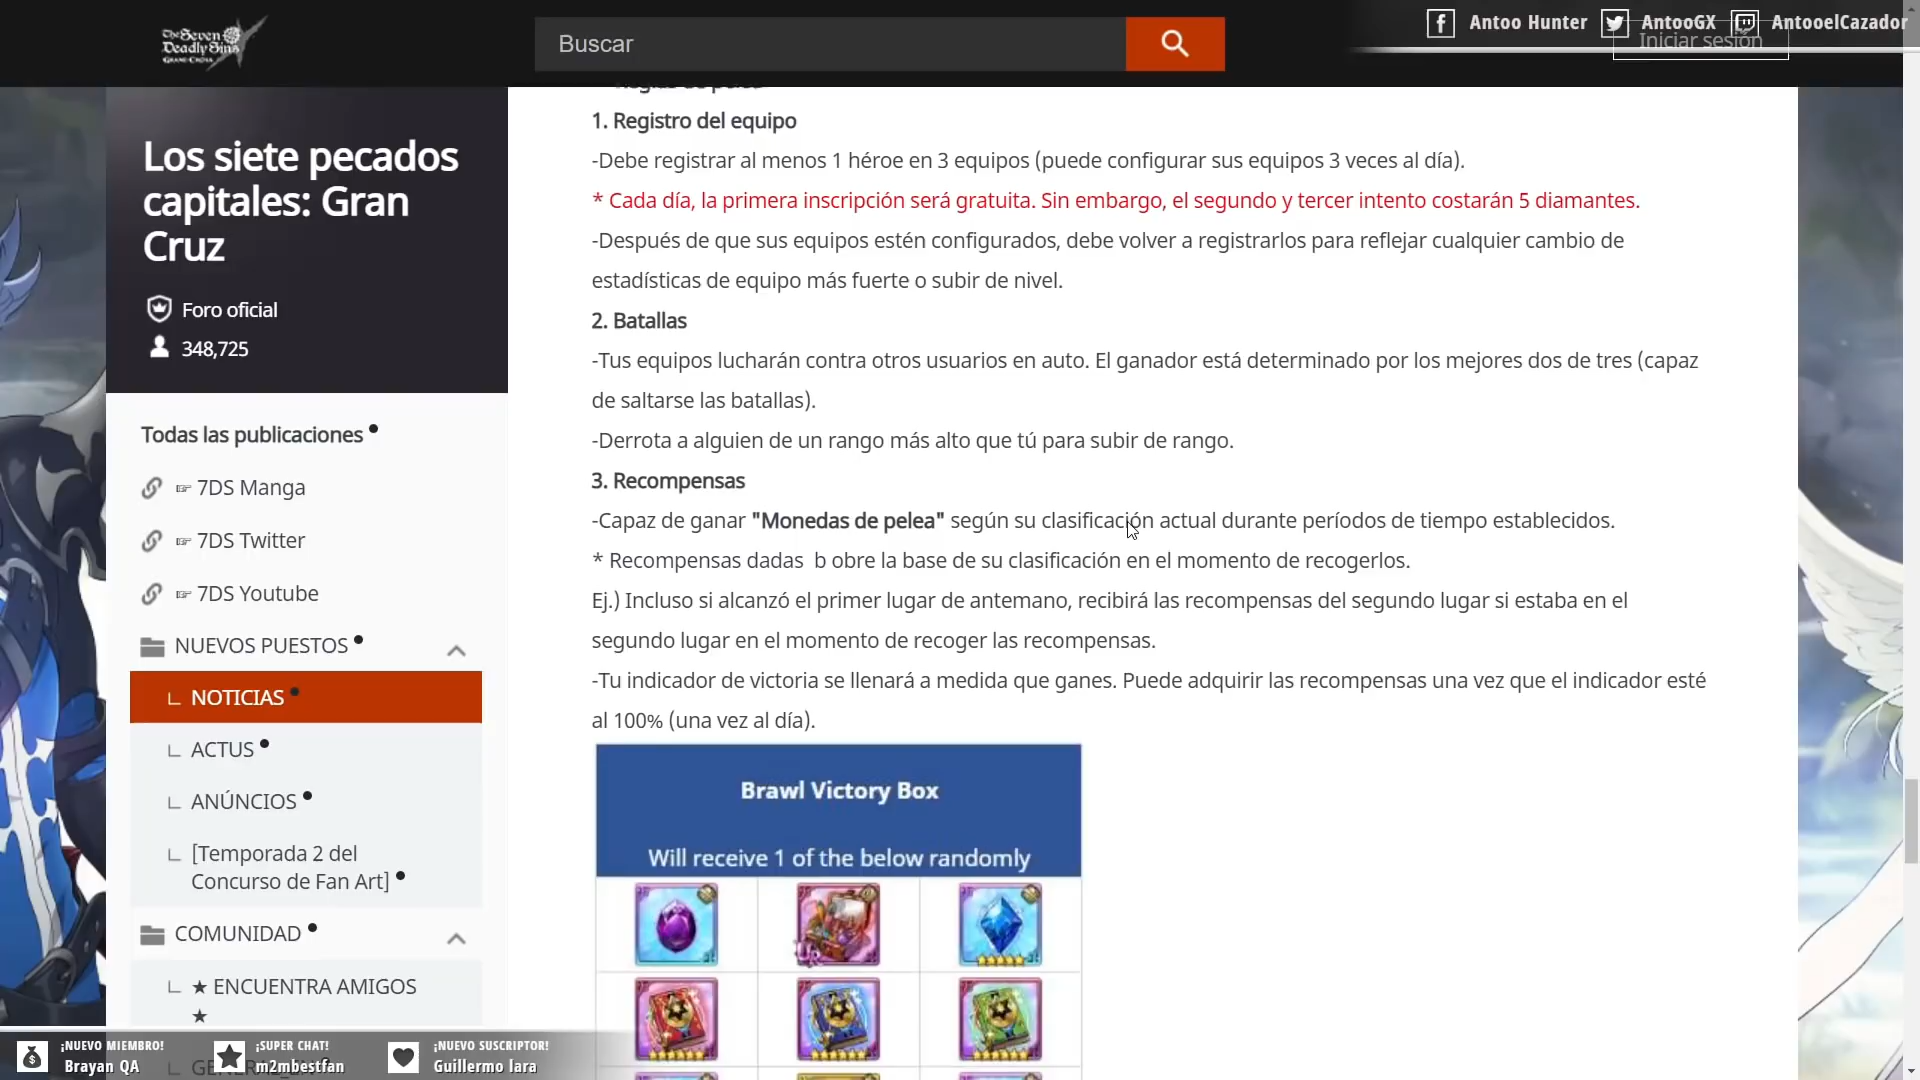 The Seven
Deadly Sins
GRAND CROSS
Buscar
Antoo Hunter
AntooGX
AntooelCazador
Iniciar sesión
Los siete pecados
capitales: Gran
Cruz
Foro oficial
348,725
Todas las publicaciones
☞ 7DS Manga
☞ 7DS Twitter
☞ 7DS Youtube
NUEVOS PUESTOS
NOTICIAS
ACTUS
ANÚNCIOS
[Temporada 2 del
Concurso de Fan Art]
COMUNIDAD
★ ENCUENTRA AMIGOS
★
1. Registro del equipo
-Debe registrar al menos 1 héroe en 3 equipos (puede configurar sus equipos 3 veces al día).
* Cada día, la primera inscripción será gratuita. Sin embargo, el segundo y tercer intento costarán 5 diamantes.
-Después de que sus equipos estén configurados, debe volver a registrarlos para reflejar cualquier cambio de
estadísticas de equipo más fuerte o subir de nivel.
2. Batallas
-Tus equipos lucharán contra otros usuarios en auto. El ganador está determinado por los mejores dos de tres (capaz
de saltarse las batallas).
-Derrota a alguien de un rango más alto que tú para subir de rango.
3. Recompensas
-Capaz de ganar "Monedas de pelea" según su clasificación actual durante períodos de tiempo establecidos.
* Recompensas dadas b obre la base de su clasificación en el momento de recogerlos.
Ej.) Incluso si alcanzó el primer lugar de antemano, recibirá las recompensas del segundo lugar si estaba en el
segundo lugar en el momento de recoger las recompensas.
-Tu indicador de victoria se llenará a medida que ganes. Puede adquirir las recompensas una vez que el indicador esté
al 100% (una vez al día).
Brawl Victory Box
Will receive 1 of the below randomly
UR
¡NUEVO MIEMBRO!
Brayan QA
¡SUPER CHAT!
m2mbestfan
¡NUEVO SUSCRIPTOR!
Guillermo lara